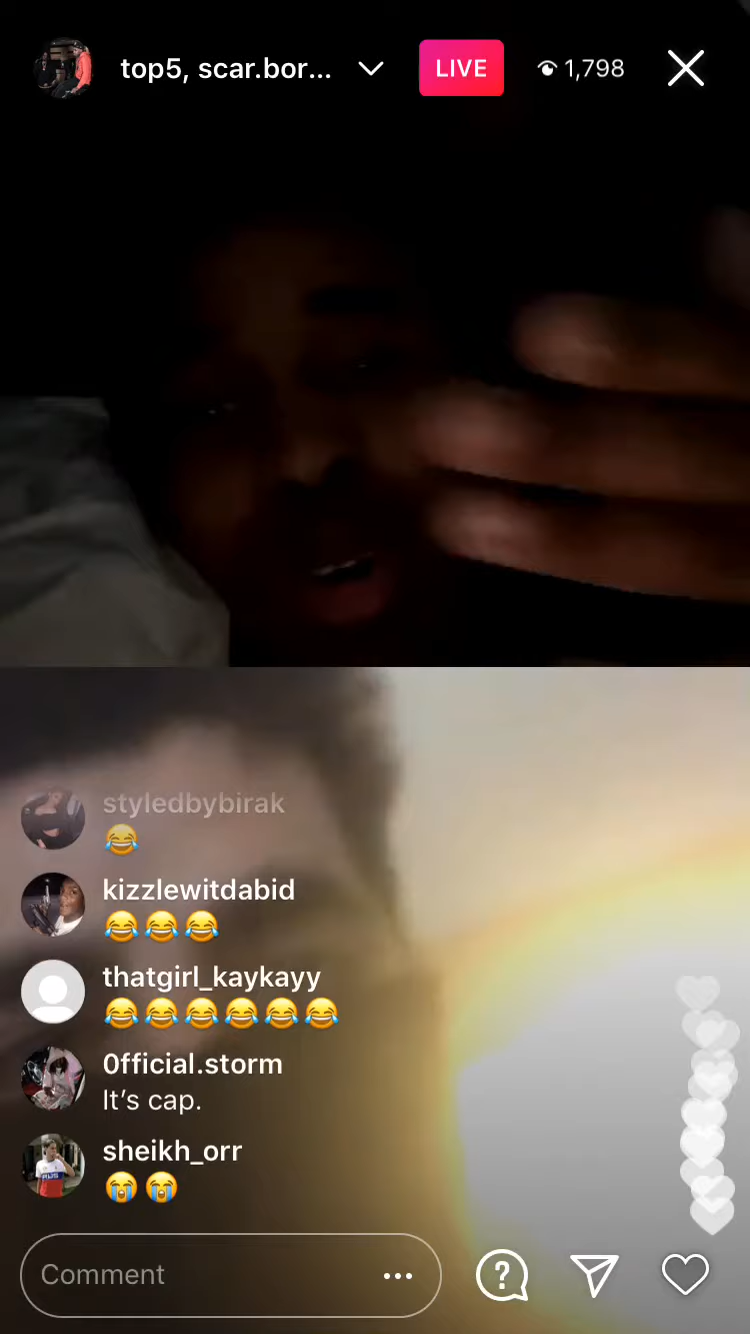 top5, scar.bor...
LIVE
1,798
styledbybirak
😂
kizzlewitdabid
😂😂😂
thatgirl_kaykayy
😂😂😂😂😂😂
0fficial.storm
It’s cap.
sheikh_orr
😭😭
Comment